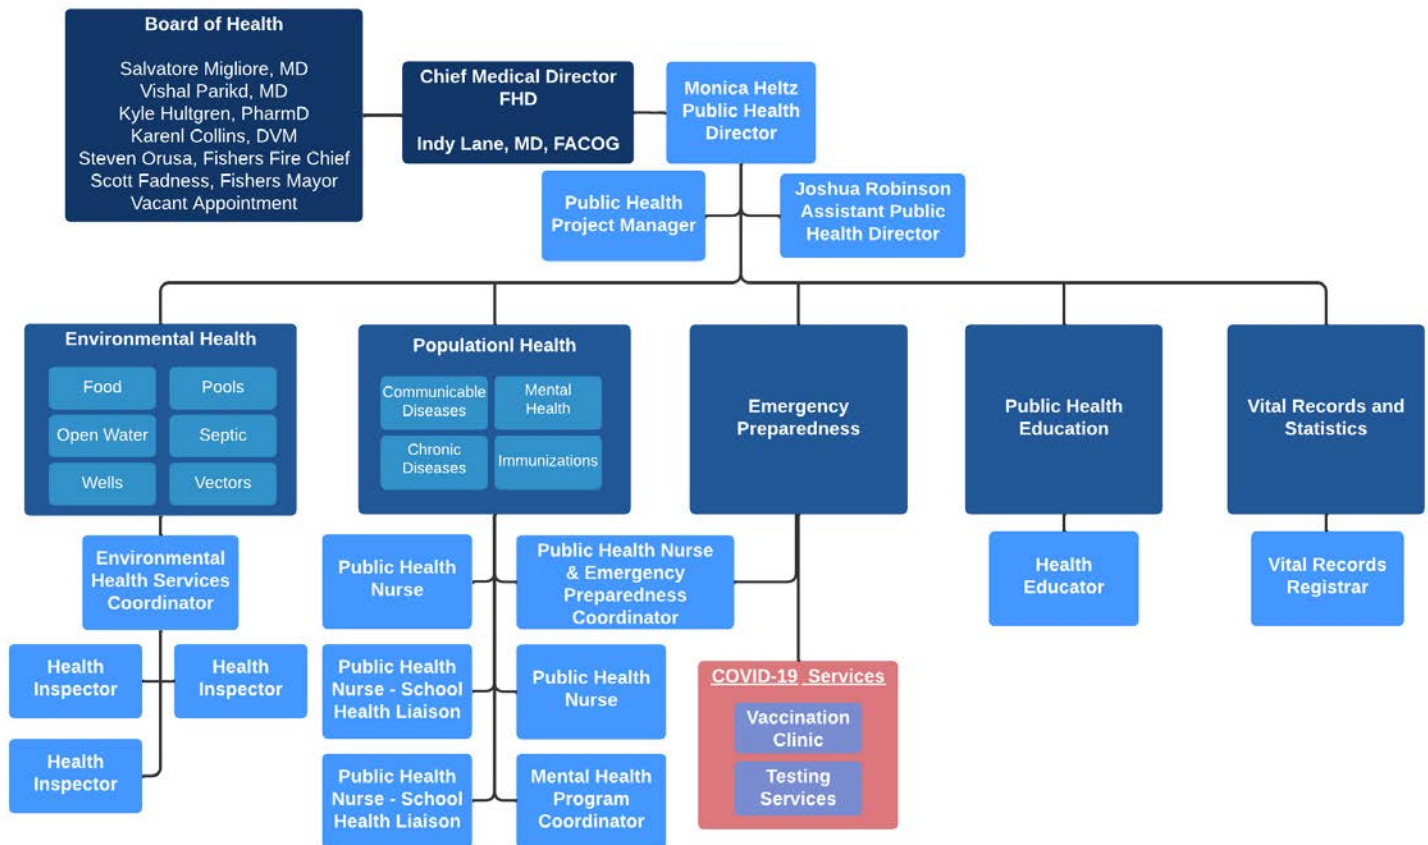 Board of Health
Salvatore Migliore, MD
Vishal Parikd, MD
Kyle Hultgren, PharmD
Karenl Collins, DVM
Steven Orusa, Fishers Fire Chief
Scott Fadness, Fishers Mayor
Vacant Appointment
Chief Medical Director
FHD
Indy Lane, MD, FACOG
Monica Heltz
Public Health
Director
Public Health
Project Manager
Joshua Robinson
Assistant Public
Health Director
Environmental Health
Food
Pools
Open Water
Septic
Wells
Vectors
Populationl Health
Communicable
Diseases
Mental
Health
Chronic
Diseases
Immunizations
Emergency
Preparedness
Public Health
Education
Vital Records and
Statistics
Environmental
Health Services
Coordinator
Health
Inspector
Health
Inspector
Health
Inspector
Public Health
Nurse
Public Health Nurse
& Emergency
Preparedness
Coordinator
Public Health
Nurse - School
Health Liaison
Public Health
Nurse
Public Health
Nurse - School
Health Liaison
Mental Health
Program
Coordinator
COVID-19 Services
Vaccination
Clinic
Testing
Services
Health
Educator
Vital Records
Registrar